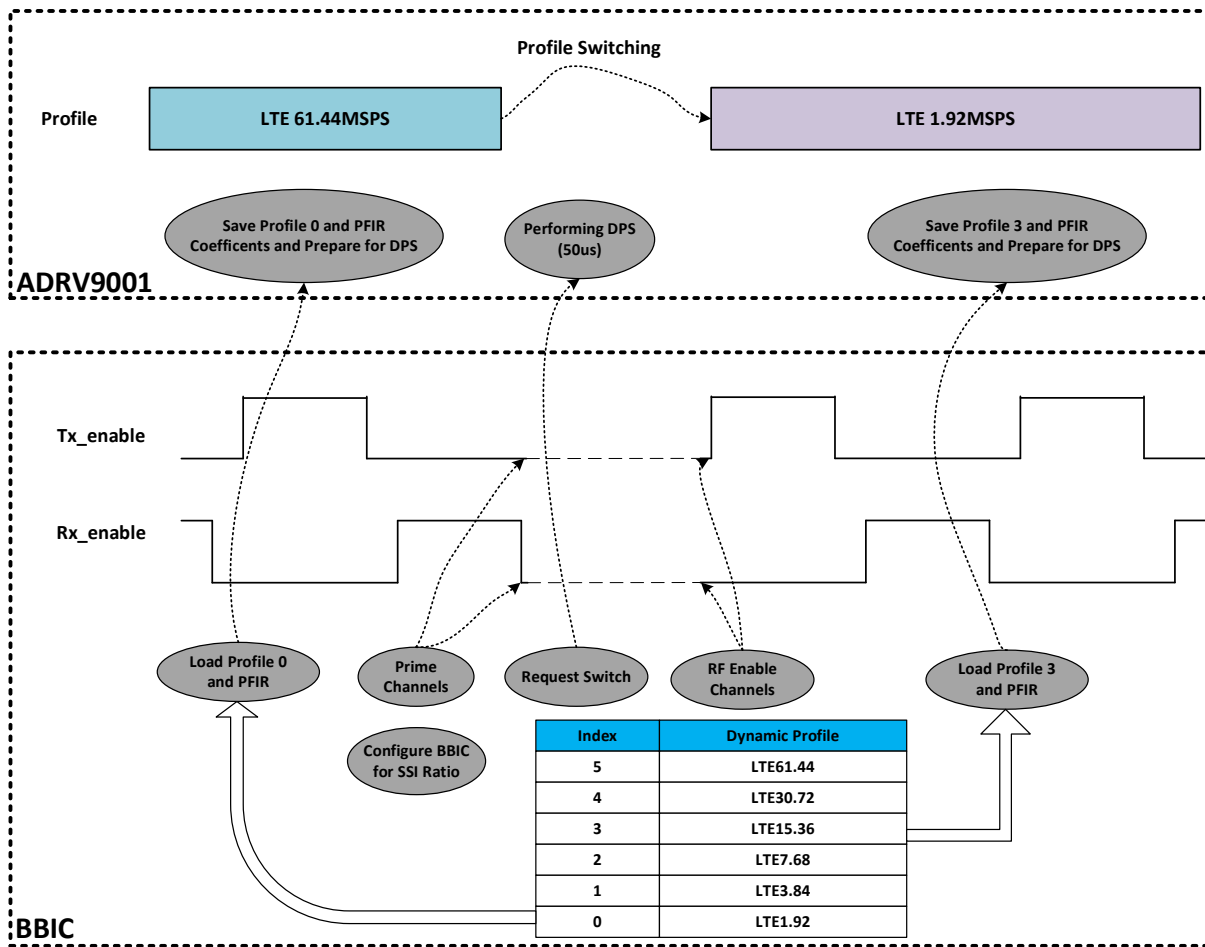 Profile Switching
Profile
LTE 61.44MSPS
LTE 1.92MSPS
Save Profile 0 and PFIR
Coefficents and Prepare for DPS
Performing DPS
(50us)
Save Profile 3 and PFIR
Coefficents and Prepare for DPS
ADRV9001
Tx_enable
Rx_enable
Load Profile 0
and PFIR
Prime
Channels
Request Switch
RF Enable
Channels
Load Profile 3
and PFIR
Configure BBIC
for SSI Ratio
Index Dynamic Profile
5 LTE61.44
4 LTE30.72
3 LTE15.36
2 LTE7.68
1 LTE3.84
0 LTE1.92
BBIC